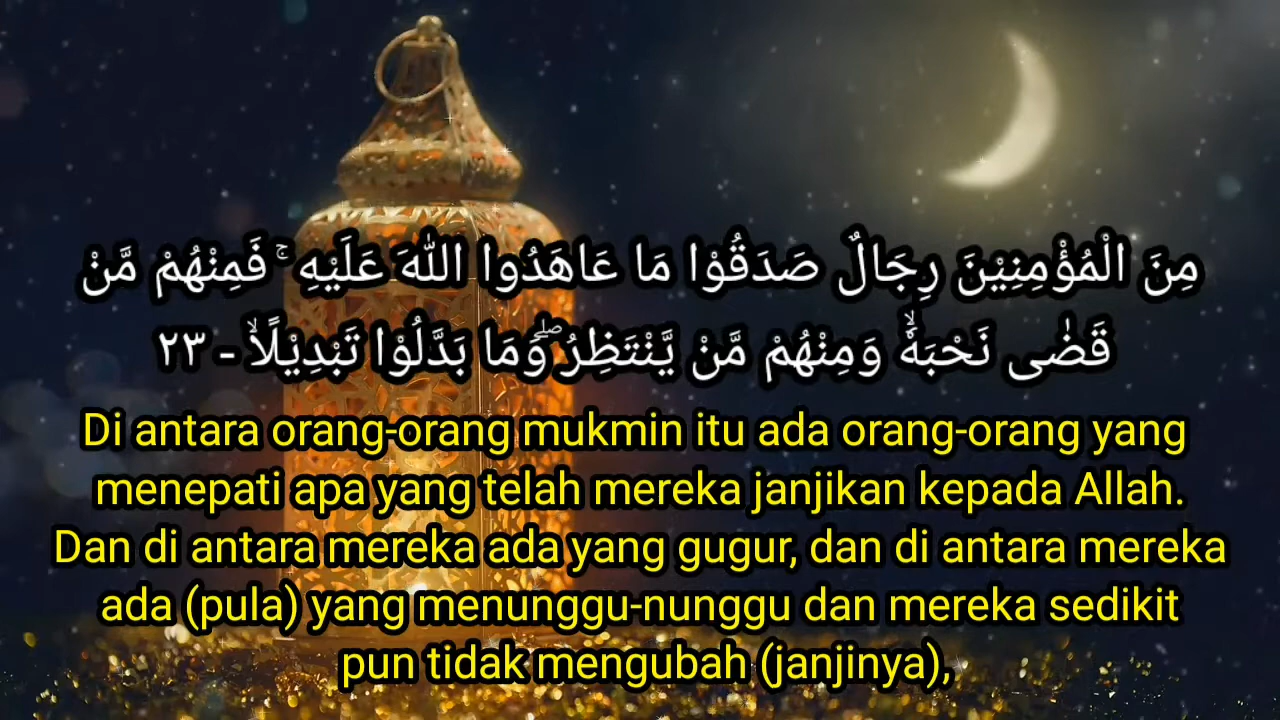 مِنَ الْمُؤْمِنِيْنَ رِجَالٌ صَدَقُوْا مَا عَاهَدُوا اللّٰهَ عَلَيْهِ ۚ فَمِنْهُمْ مَّنْ
قَضٰى نَحْبَهٗۙ وَمِنْهُمْ مَّنْ يَّنْتَظِرُ ۖوَمَا بَدَّلُوْا تَبْدِيْلًاۙ - ٢٣
Di antara orang-orang mukmin itu ada orang-orang yang
menepati apa yang telah mereka janjikan kepada Allah.
Dan di antara mereka ada yang gugur, dan di antara mereka
ada (pula) yang menunggu-nunggu dan mereka sedikit
pun tidak mengubah (janjinya),